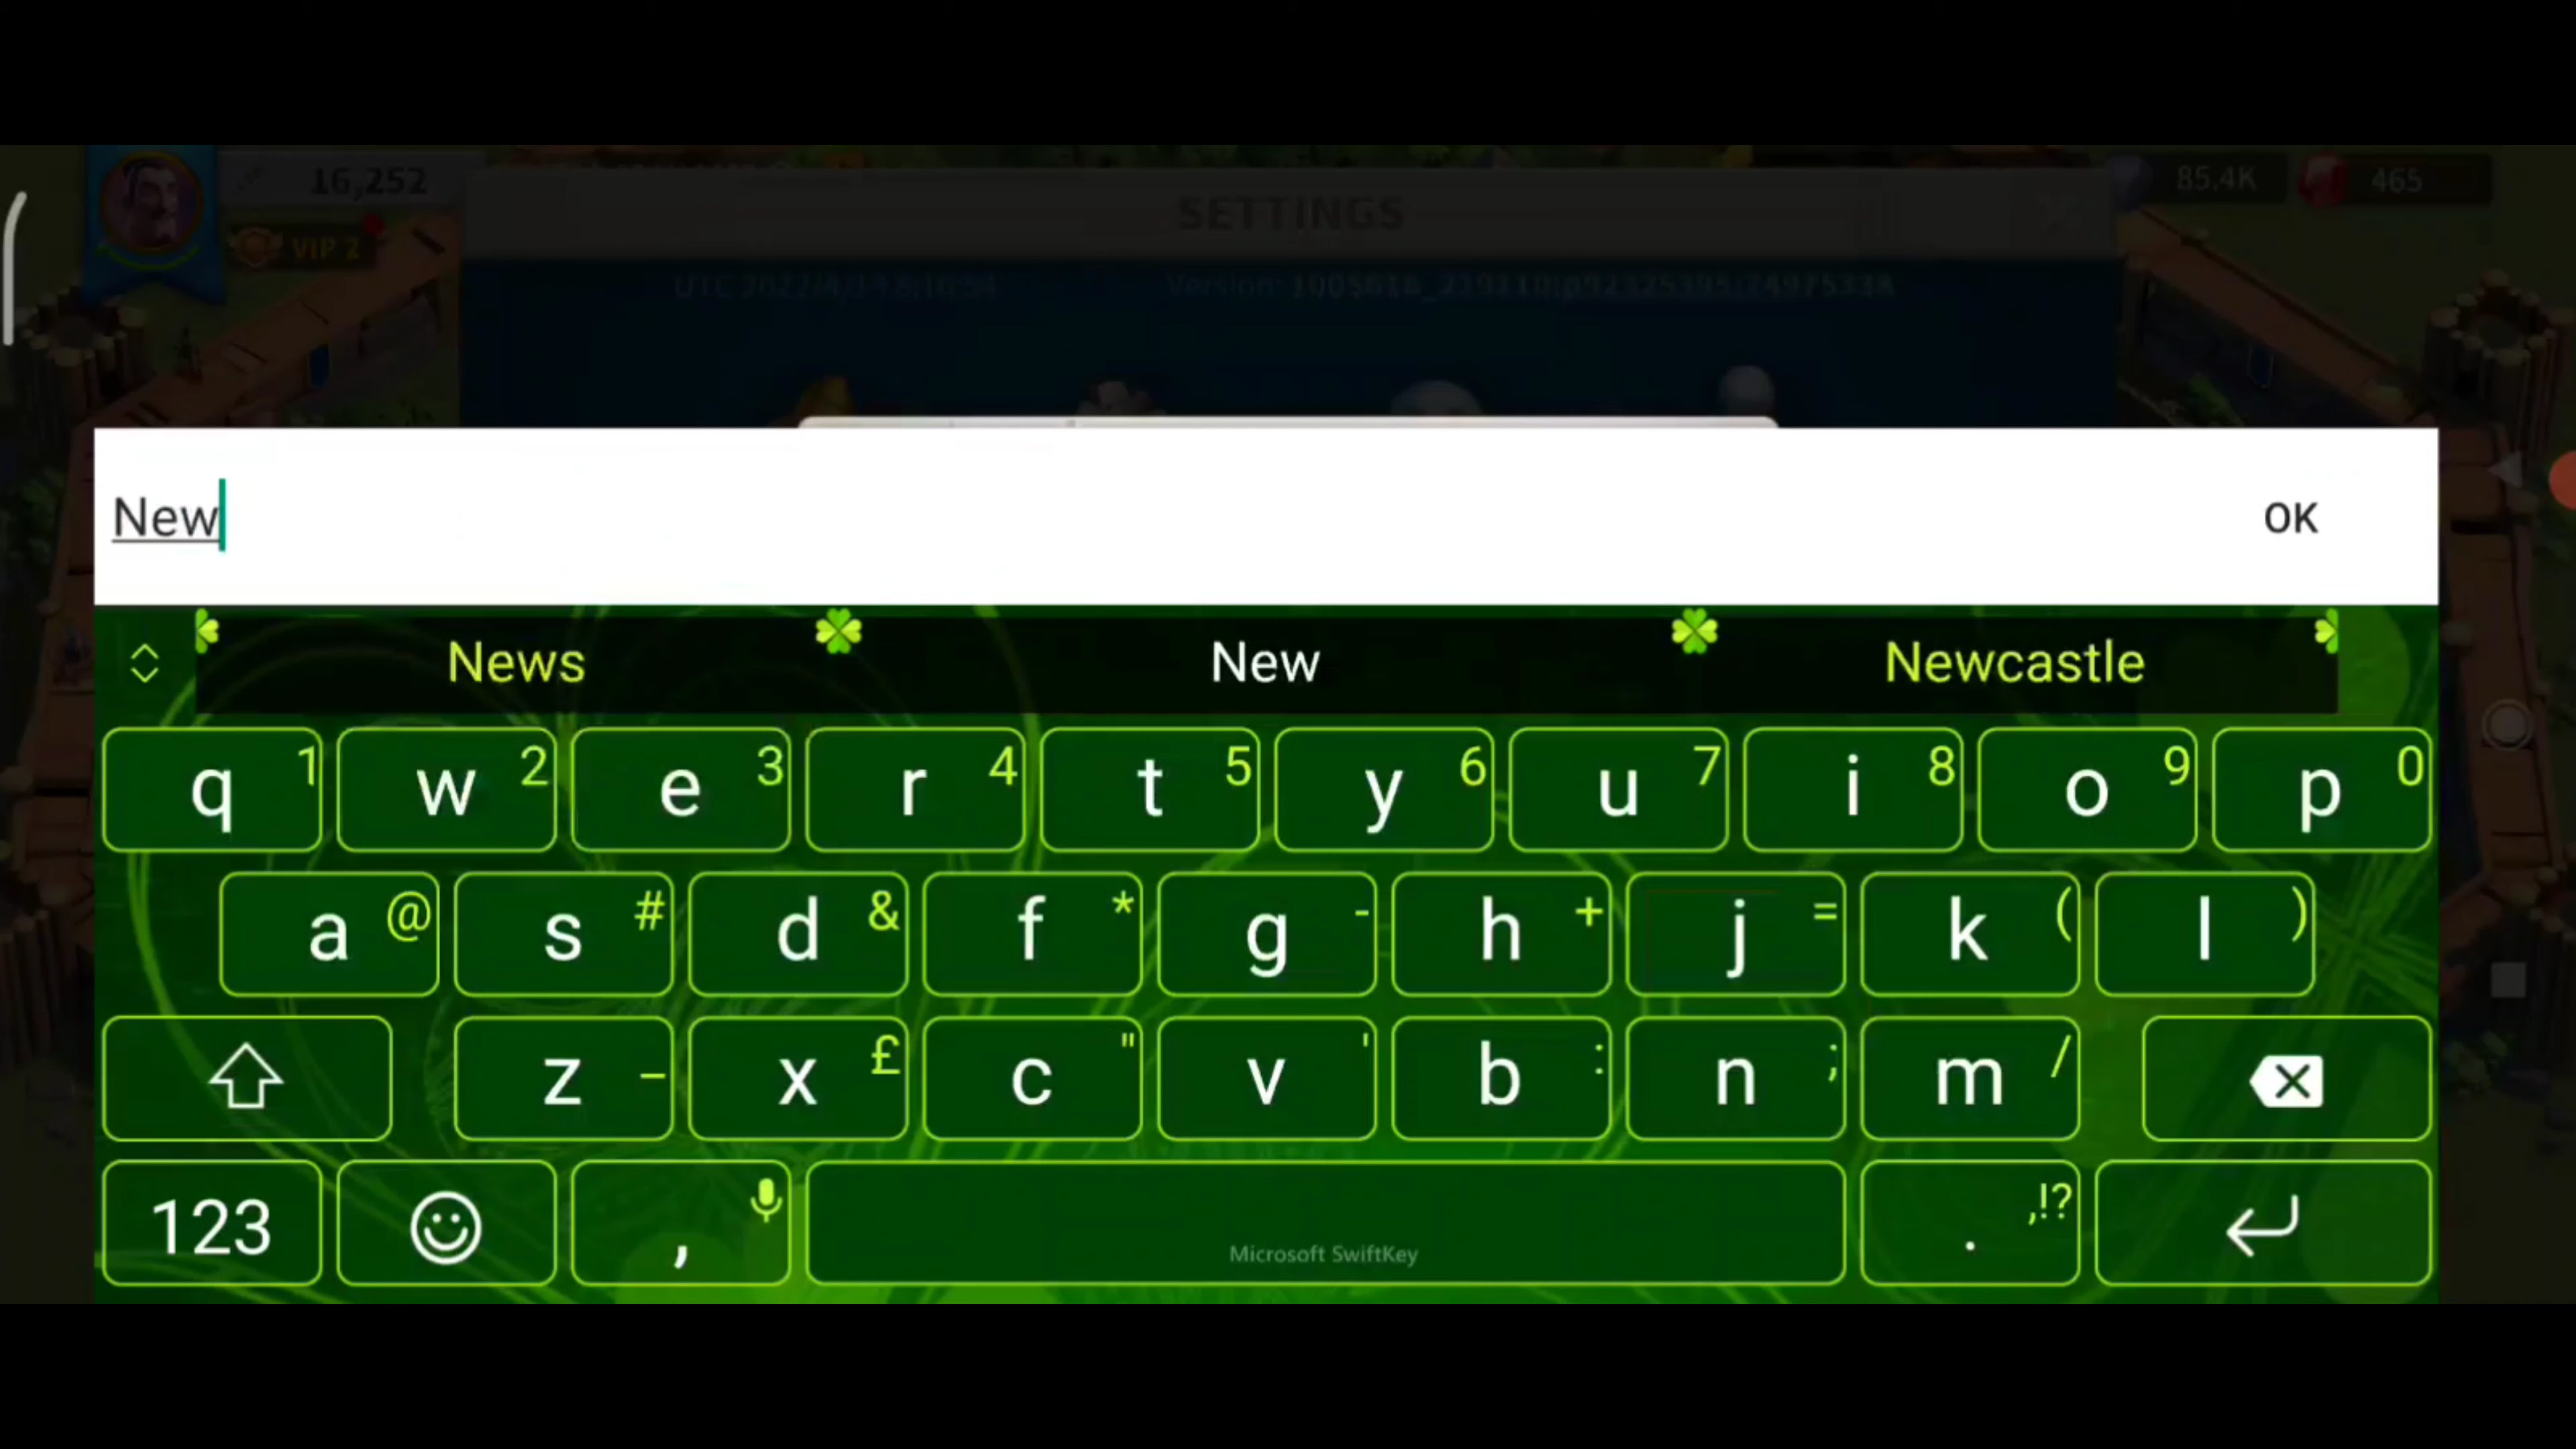 16,252
85.4K
465
SETTINGS
VIP 2
New
OK
News New Newcastle
q 1 w 2 e 3 r 4 t 5 y 6 u 7 i 8 o 9 p 0
a @ s # d & f * g - h + j = k ( l )
z _ x £ c " v ' b : n ; m /
123 , . ,!?
Microsoft SwiftKey